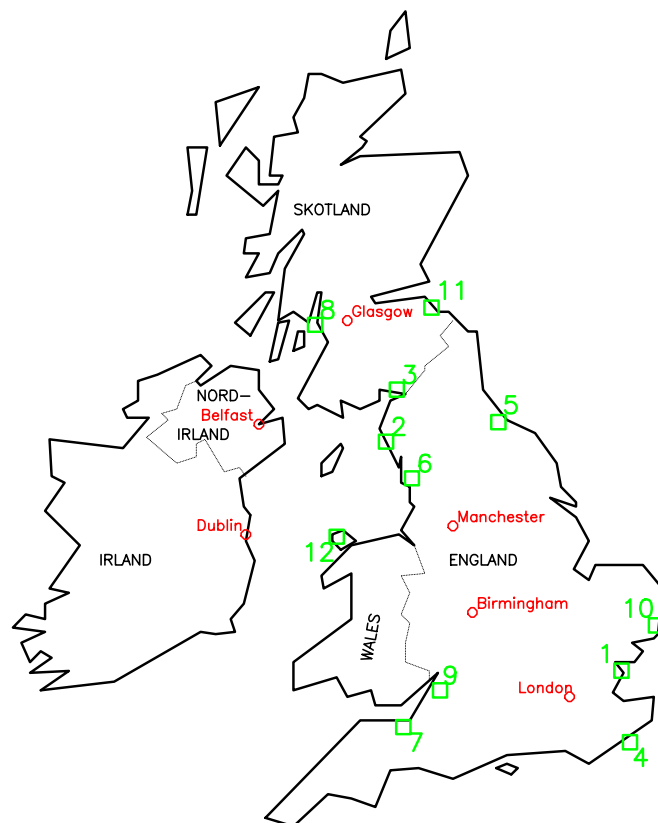 SKOTLAND
11
8
Glasgow
3
NORD–
Belfast
IRLAND
5
2
6
Dublin
Manchester
12
IRLAND
ENGLAND
Birmingham
10
WALES
1
9
London
7
4